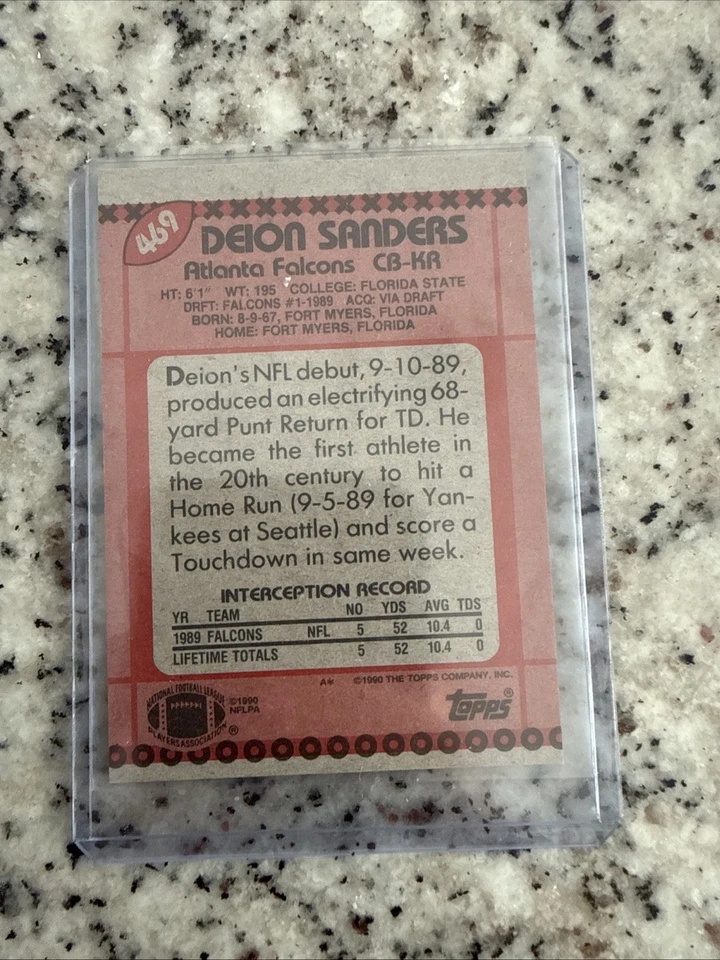 469
DEION SANDERS
Atlanta Falcons CB-KR
HT: 6'1" WT: 195 COLLEGE: FLORIDA STATE
DRFT: FALCONS #1-1989 ACQ: VIA DRAFT
BORN: 8-9-67, FORT MYERS, FLORIDA
HOME: FORT MYERS, FLORIDA
Deion's NFL debut, 9-10-89,
produced an electrifying 68-
yard Punt Return for TD. He
became the first athlete in
the 20th century to hit a
Home Run (9-5-89 for Yan-
kees at Seattle) and score a
Touchdown in same week.
INTERCEPTION RECORD
YR TEAM NO YDS AVG TDS
1989 FALCONS NFL 5 52 10.4 0
LIFETIME TOTALS 5 52 10.4 0
A* ©1990 THE TOPPS COMPANY, INC.
NATIONAL FOOTBALL LEAGUE
PLAYERS ASSOCIATION ®
©1990
NFLPA
topps®